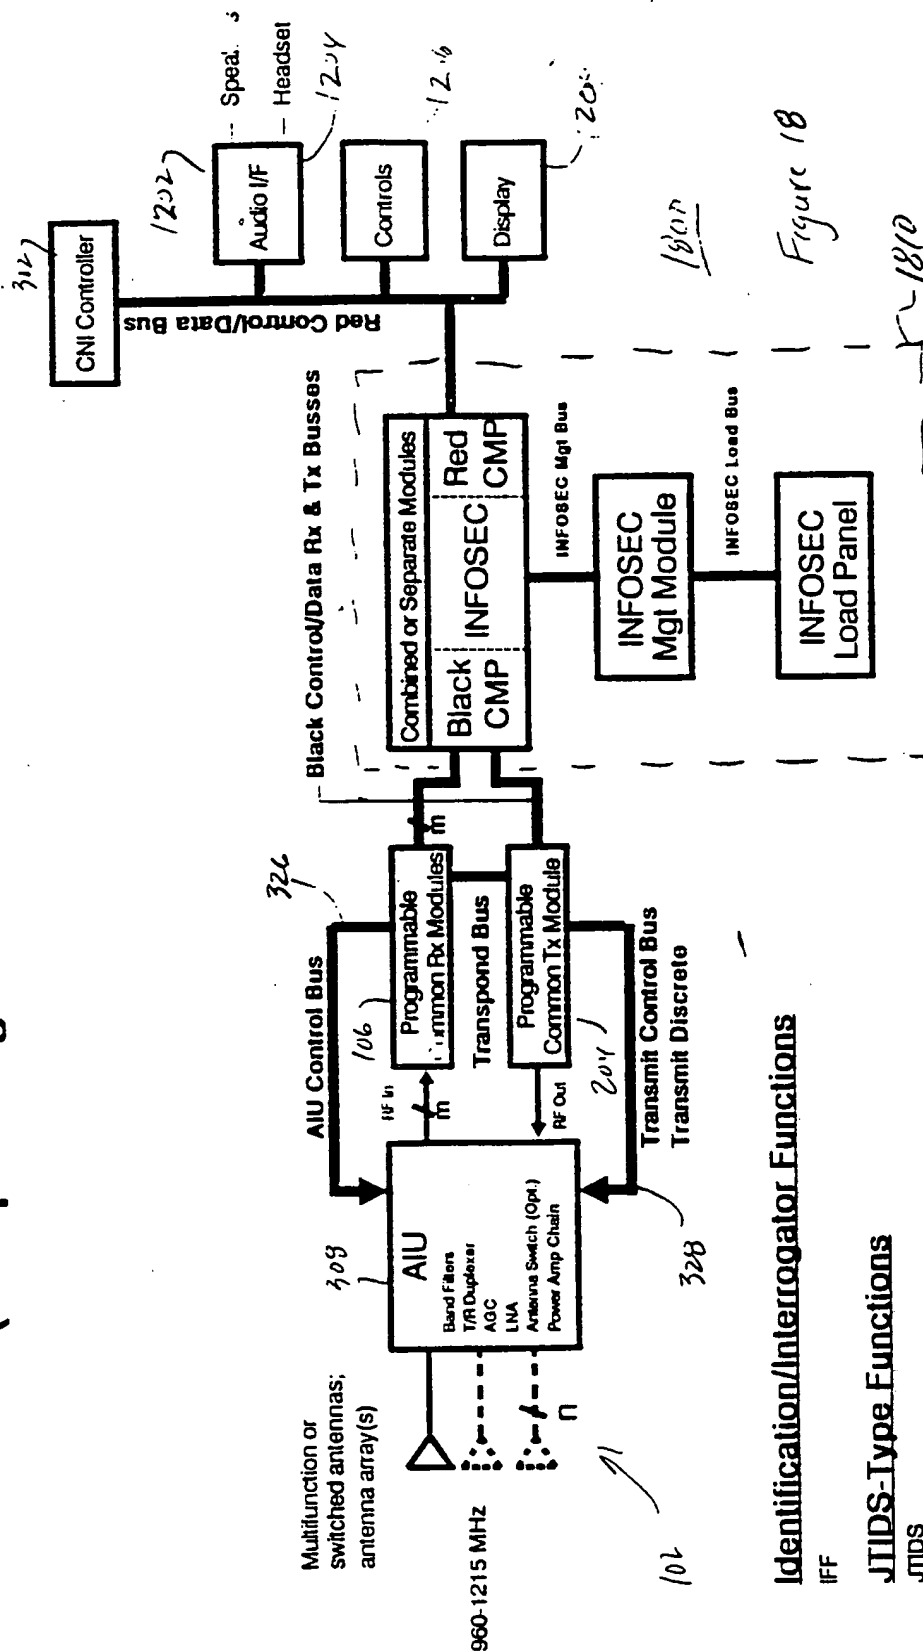 Multifunction or
switched antennas;
antenna array(s)
960-1215 MHz
n
102
309
AIU
Band Filters
T/R Duplexer
AGC
LNA
Antenna Switch (Opt.)
Power Amp Chain
AIU Control Bus
326
RF In
m
106
Programmable
Common Rx Modules
m
Transpond Bus
RF Out
Programmable
Common Tx Module
204
Transmit Control Bus
Transmit Discrete
328
Black Control/Data Rx & Tx Busses
Combined or Separate Modules
Black
CMP
INFOSEC
Red
CMP
INFOSEC Mgt Bus
INFOSEC
Mgt Module
INFOSEC Load Bus
INFOSEC
Load Panel
1810
Red Control/Data Bus
312
CNI Controller
1202
Audio I/F
Headset
1204
Controls
Display
Figure 18
Identification/Interrogator Functions
IFF
JTIDS-Type Functions
JTIDS